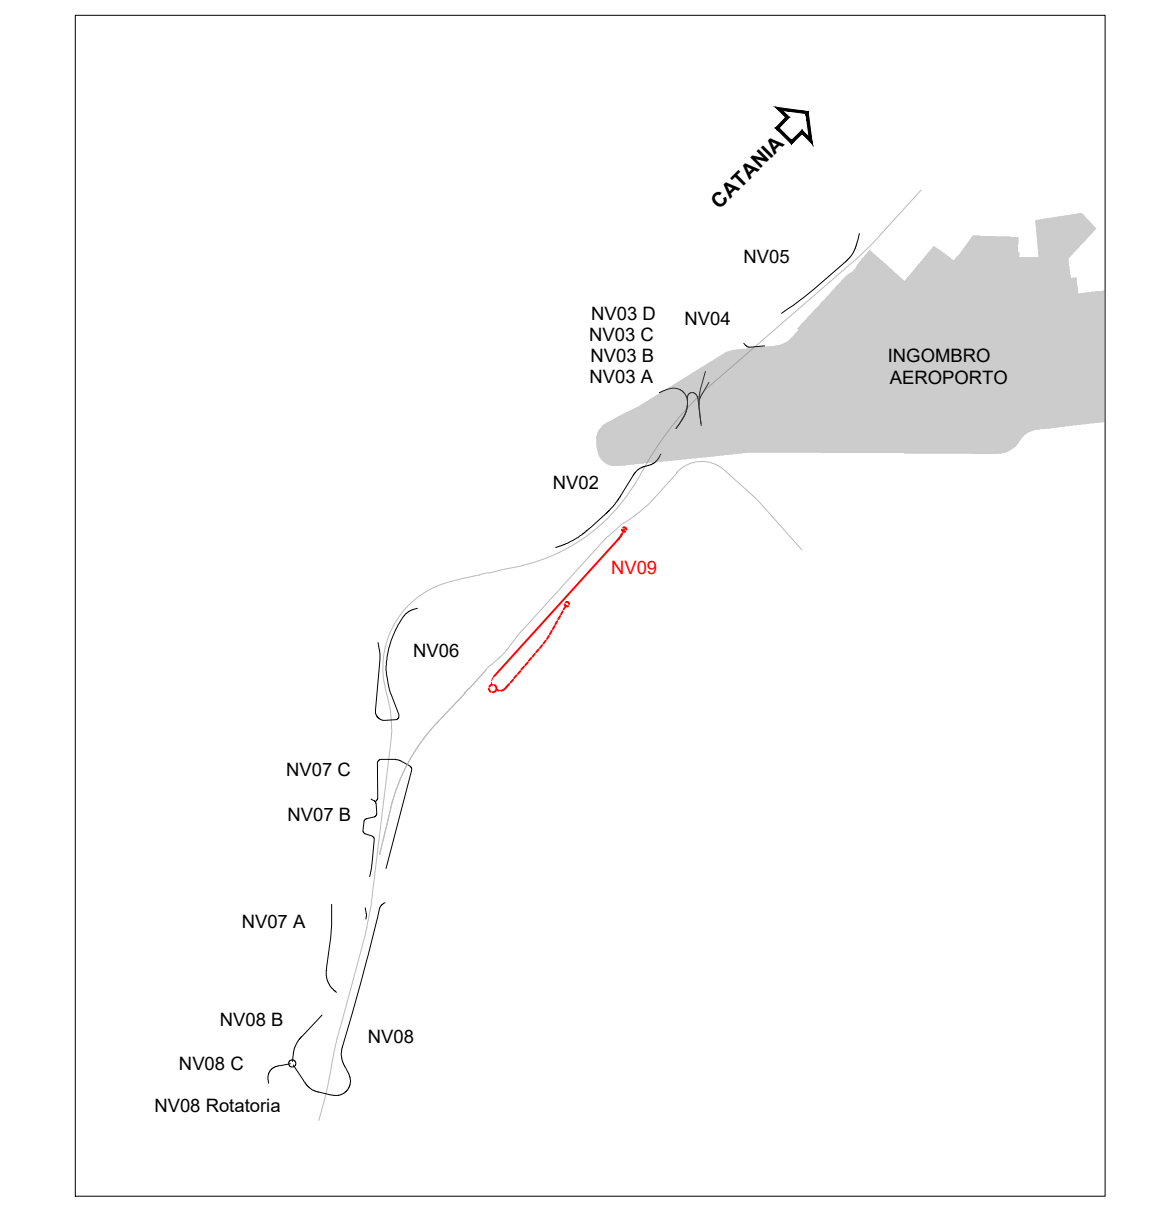 CATANIA
NV05
NV03 D
NV04
NV03 C
NV03 B
NV03 A
INGOMBRO
AEROPORTO
NV02
NV09
NV06
NV07 C
NV07 B
NV07 A
NV08 B
NV08
NV08 C
NV08 Rotatoria